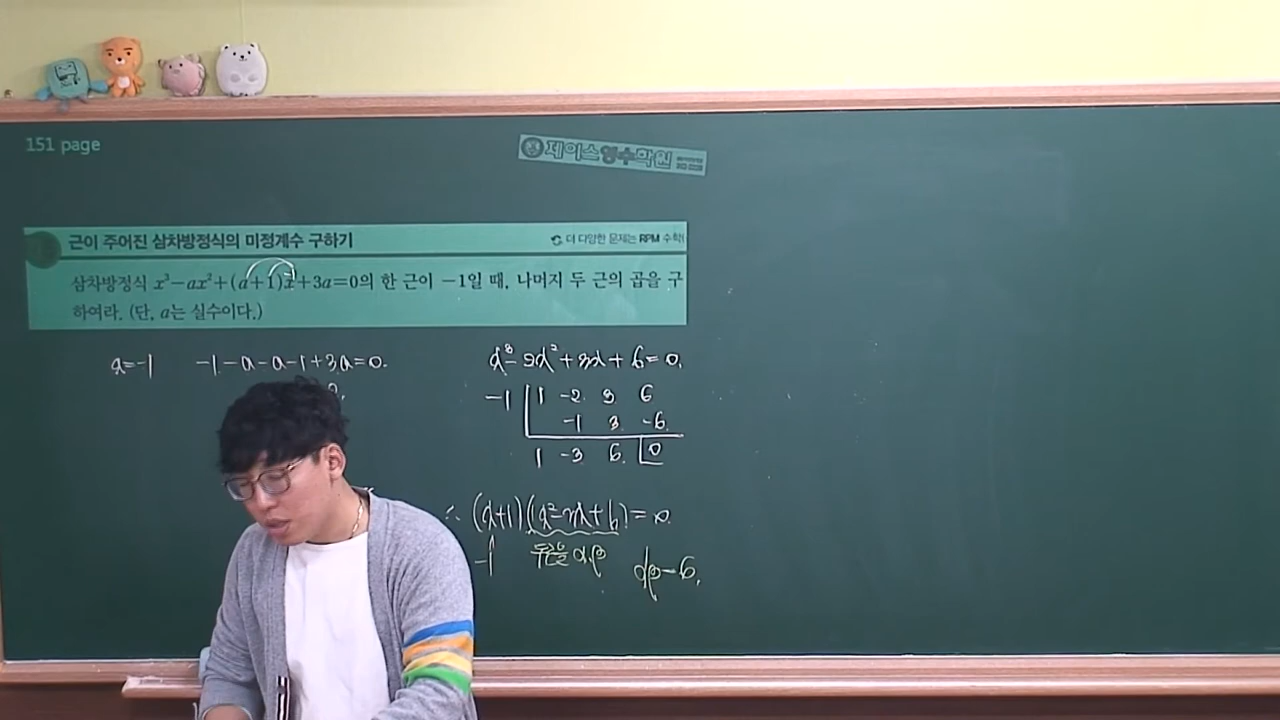 151 page
제이스영수학원
근이 주어진 삼차방정식의 미정계수 구하기
더 다양한 문제는 RPM 수학(
삼차방정식 x³-ax²+(a+1)x+3a=0의 한 근이 -1일 때, 나머지 두 근의 곱을 구
하여라. (단, a는 실수이다.)
x=-1 -1-a-a-1+3a=0.
x³-2x²+3x+6=0.
-1 1 -2 3 6
-1 3 -6
1 -3 6 0
∴ (x+1)(x²-3x+6)=0
-1 두근 α, β αβ=6.